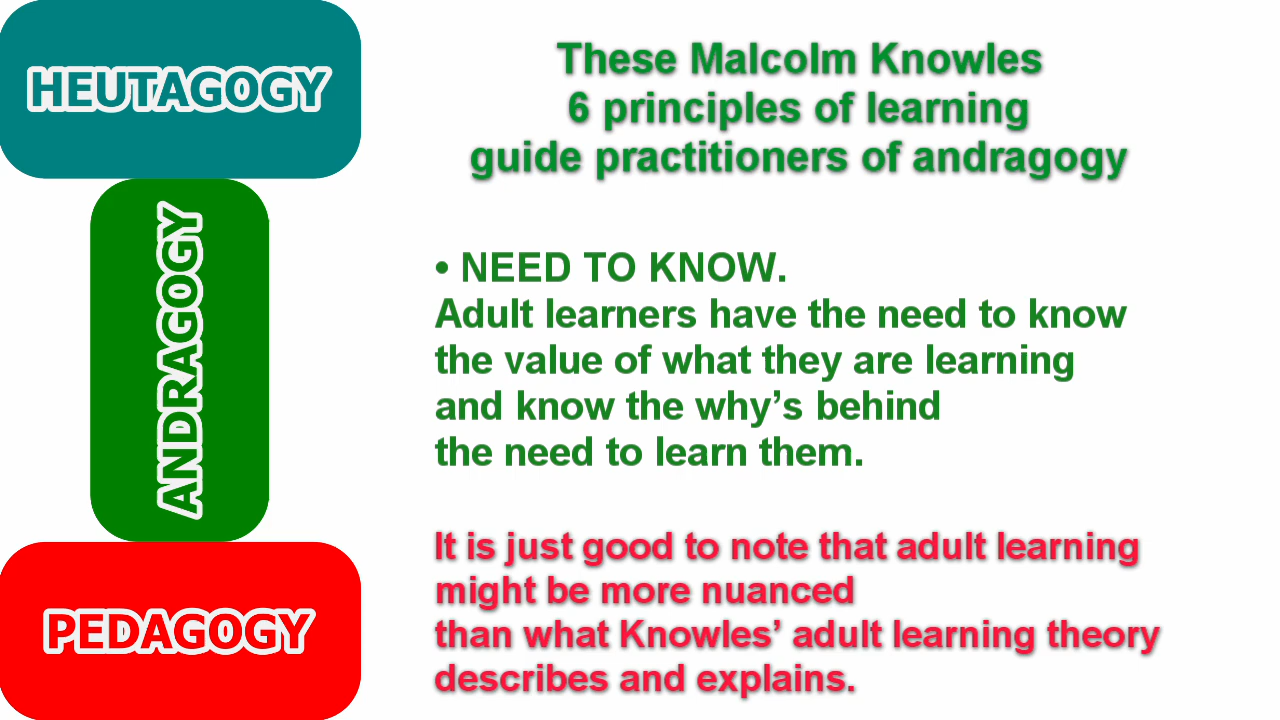 HEUTAGOGY
ANDRAGOGY
PEDAGOGY
These Malcolm Knowles
6 principles of learning
guide practitioners of andragogy
• NEED TO KNOW.
Adult learners have the need to know
the value of what they are learning
and know the why’s behind
the need to learn them.
It is just good to note that adult learning
might be more nuanced
than what Knowles’ adult learning theory
describes and explains.